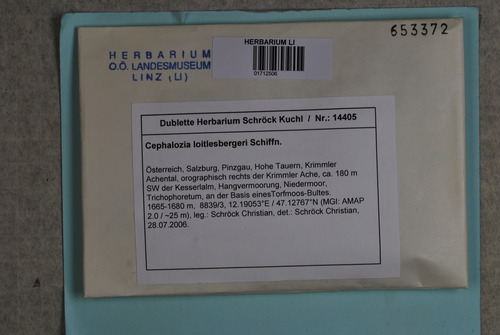 653372
HERBARIUM
O.Ö. LANDESMUSEUM
LINZ (LI)
HERBARIUM LI
01712506
Dublette Herbarium Schröck Kuchl / Nr.: 14405
Cephalozia loitlesbergeri Schiffn.
Österreich, Salzburg, Pinzgau, Hohe Tauern, Krimmler
Achental, orographisch rechts der Krimmler Ache, ca. 180 m
SW der Kesserlalm, Hangvermoorung, Niedermoor,
Trichophoretum, an der Basis einesTorfmoos-Bultes.
1665-1680 m, 8839/3, 12.19053°E / 47.12767°N (MGI: AMAP
2.0 / ~25 m), leg.: Schröck Christian, det.: Schröck Christian,
28.07.2006.